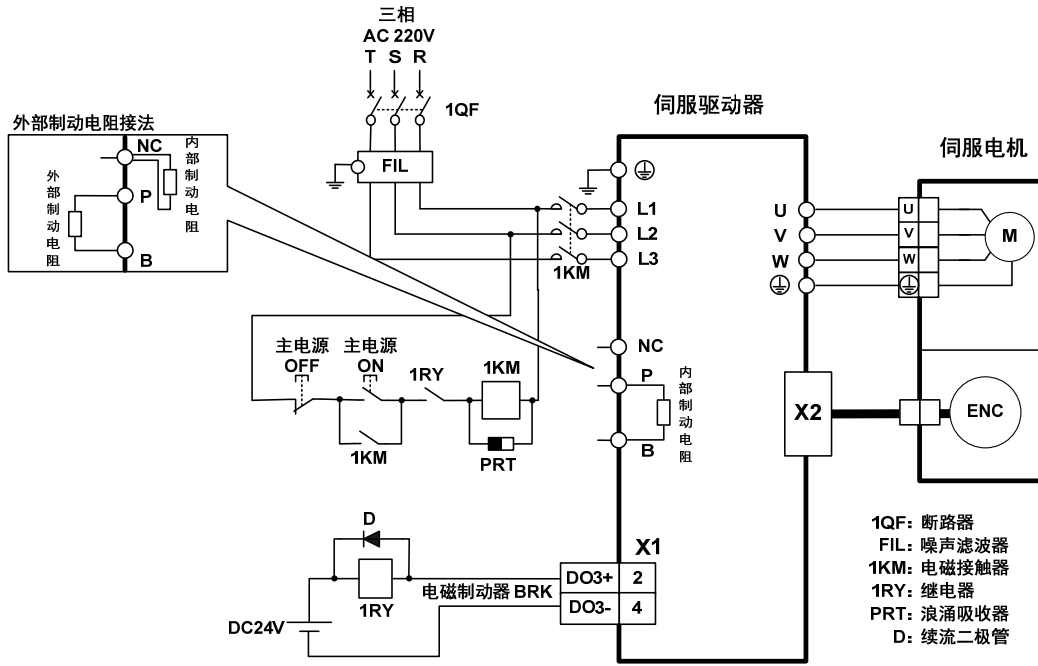 三相
AC 220V
T S R
1QF
FIL
外部制动电阻接法
NC
内部制动电阻
P
外部制动电阻
B
伺服驱动器
L1
L2
L3
1KM
U
V
W
伺服电机
U
V
W
M
主电源
OFF
主电源
ON
1RY
1KM
1KM
PRT
NC
P
内部制动电阻
B
X2
ENC
D
1RY
DC24V
电磁制动器 BRK
X1
DO3+ 2
DO3- 4
1QF：断路器
FIL：噪声滤波器
1KM：电磁接触器
1RY：继电器
PRT：浪涌吸收器
D：续流二极管